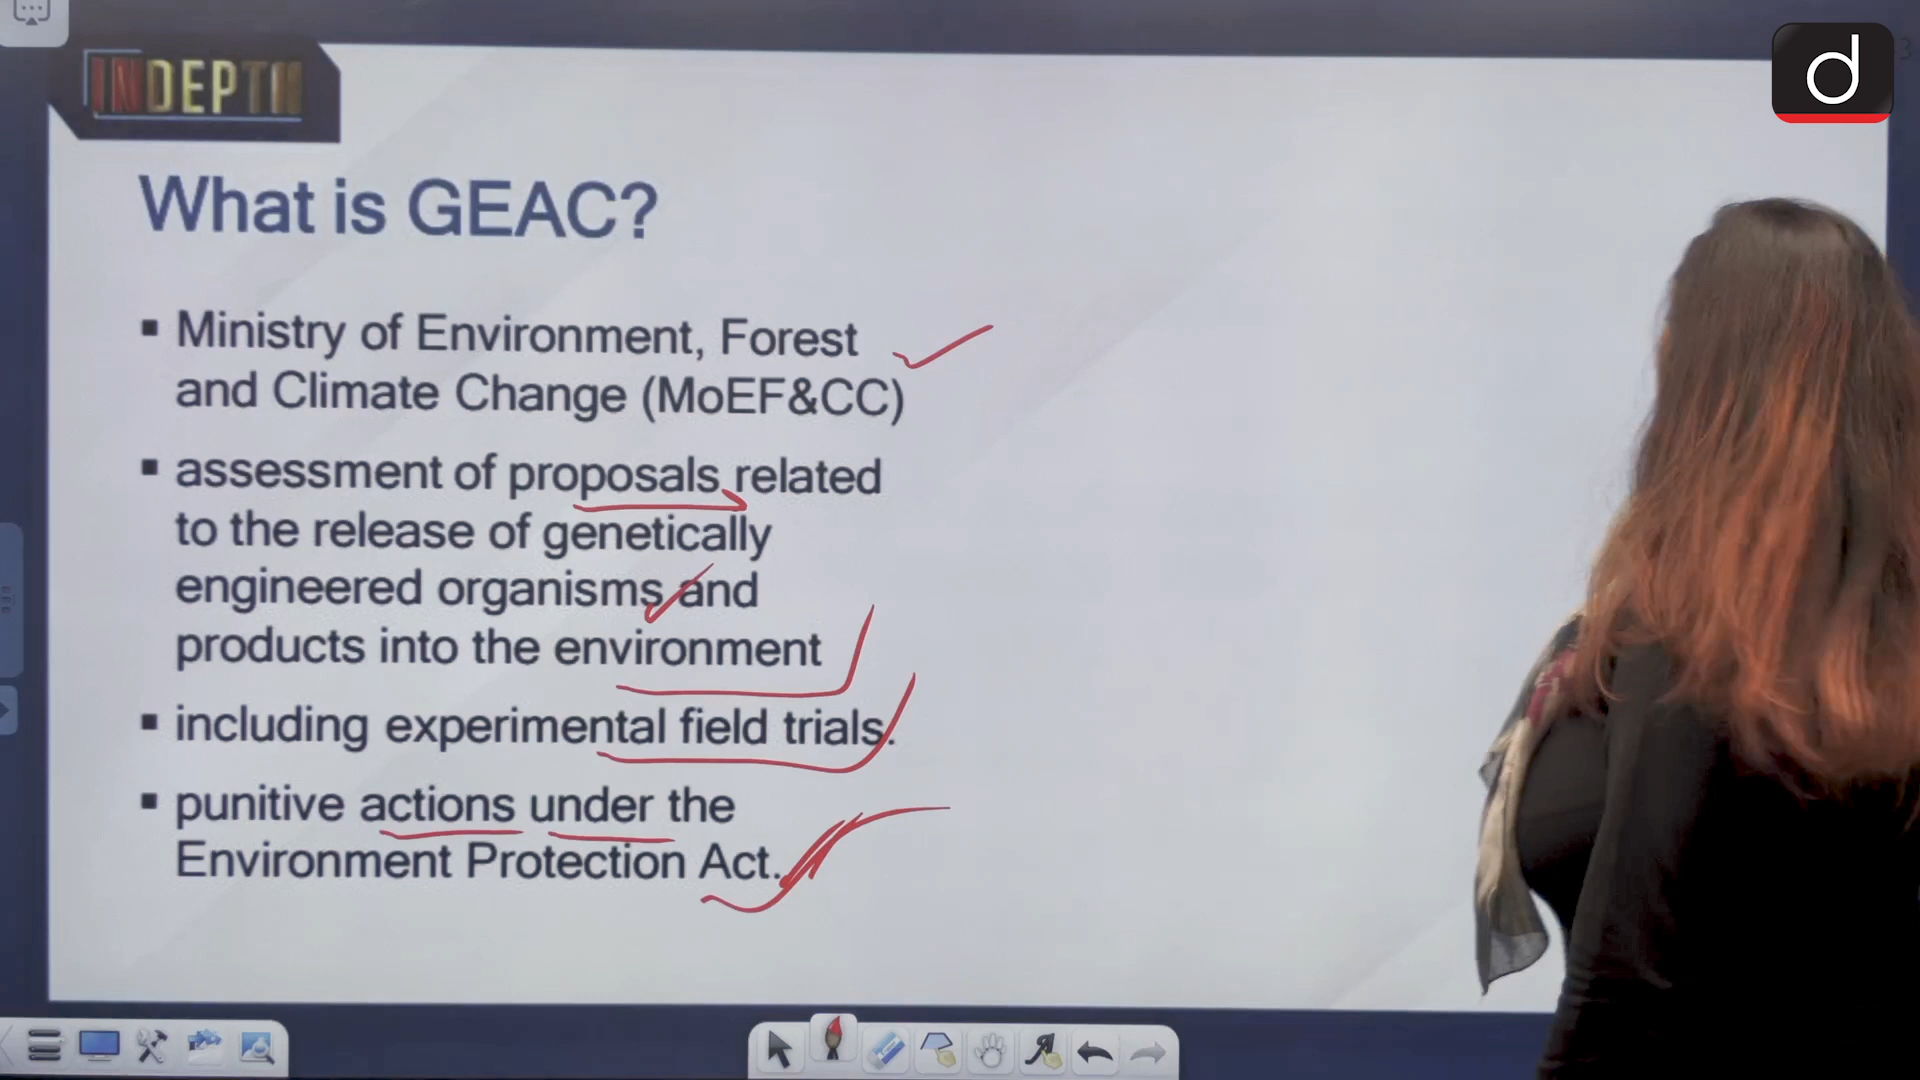 INDEPTH
d
What is GEAC?
▪ Ministry of Environment, Forest
and Climate Change (MoEF&CC)
▪ assessment of proposals related
to the release of genetically
engineered organisms and
products into the environment
▪ including experimental field trials.
▪ punitive actions under the
Environment Protection Act.